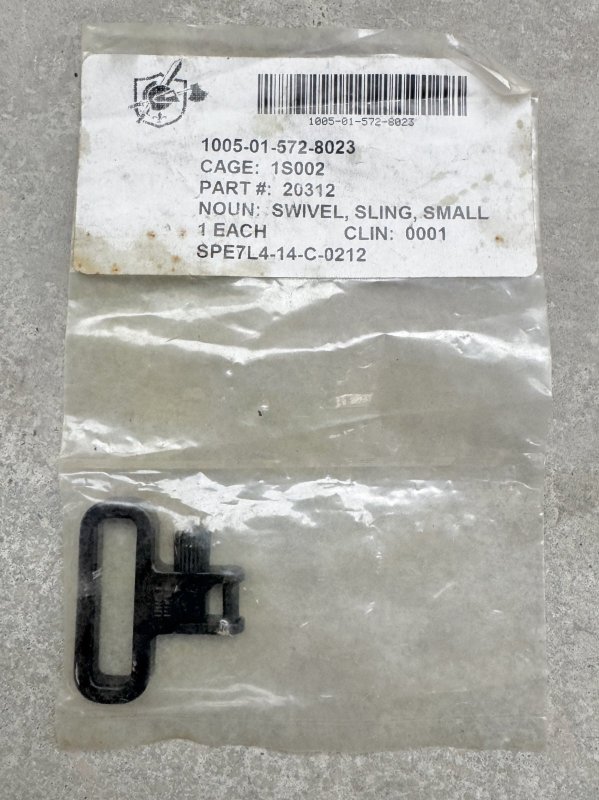 1005-01-572-8023
1005-01-572-8023
CAGE: 1S002
PART #: 20312
NOUN: SWIVEL, SLING, SMALL
1 EACH CLIN: 0001
SPE7L4-14-C-0212